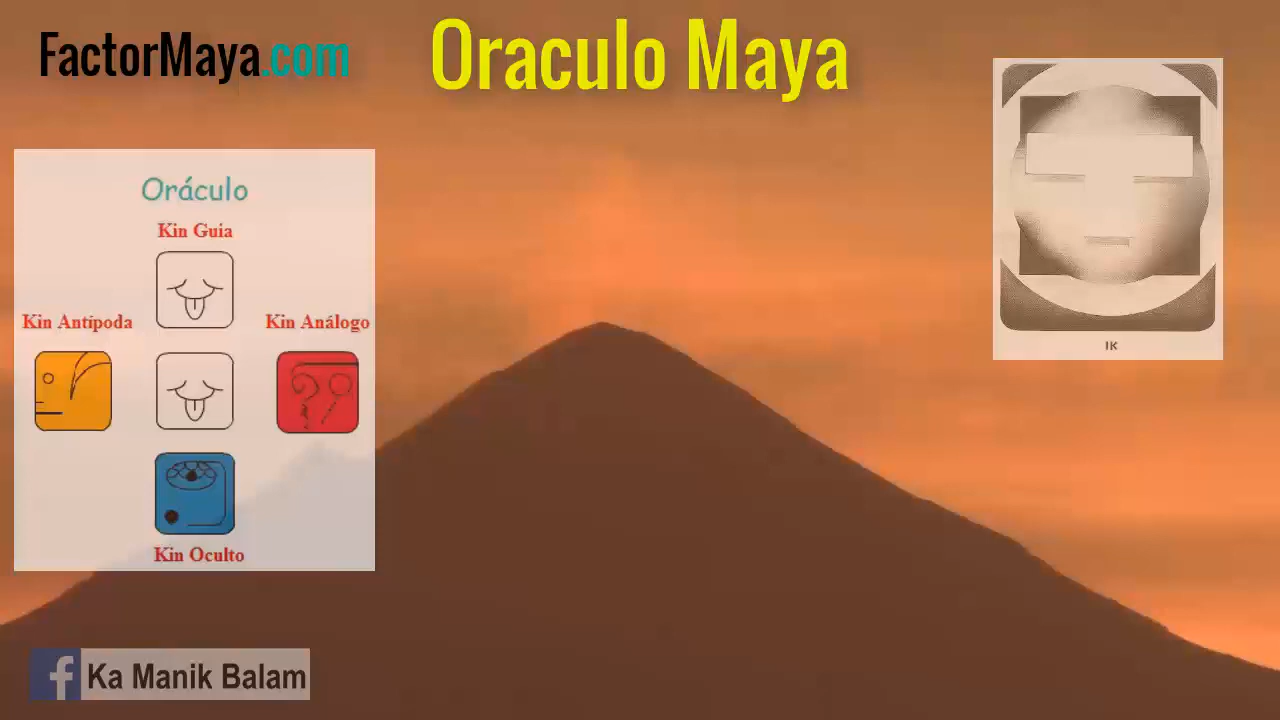 FactorMaya.com
Oraculo Maya
Oráculo
Kin Guia
Kin Antípoda
Kin Análogo
Kin Oculto
IK
Ka Manik Balam